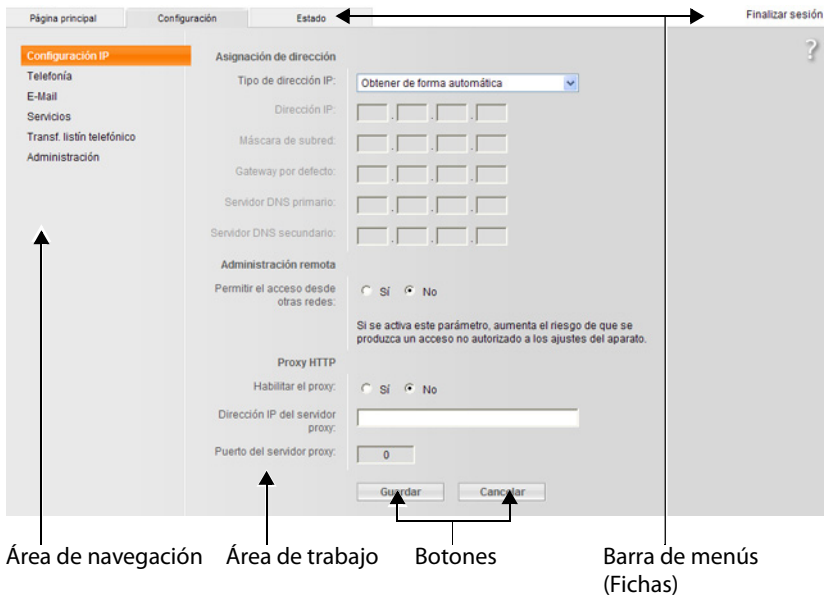 Página principal
Configuración
Estado
Finalizar sesión
?
Configuración IP
Telefonía
E-Mail
Servicios
Transf. listín telefónico
Administración
Asignación de dirección
Tipo de dirección IP:
Obtener de forma automática
Dirección IP:
. . .
Máscara de subred:
. . .
Gateway por defecto:
. . .
Servidor DNS primario:
. . .
Servidor DNS secundario:
. . .
Administración remota
Permitir el acceso desde
otras redes:
Sí No
Si se activa este parámetro, aumenta el riesgo de que se
produzca un acceso no autorizado a los ajustes del aparato.
Proxy HTTP
Habilitar el proxy:
Sí No
Dirección IP del servidor
proxy:
Puerto del servidor proxy:
0
Guardar
Cancelar
Área de navegación
Área de trabajo
Botones
Barra de menús
(Fichas)